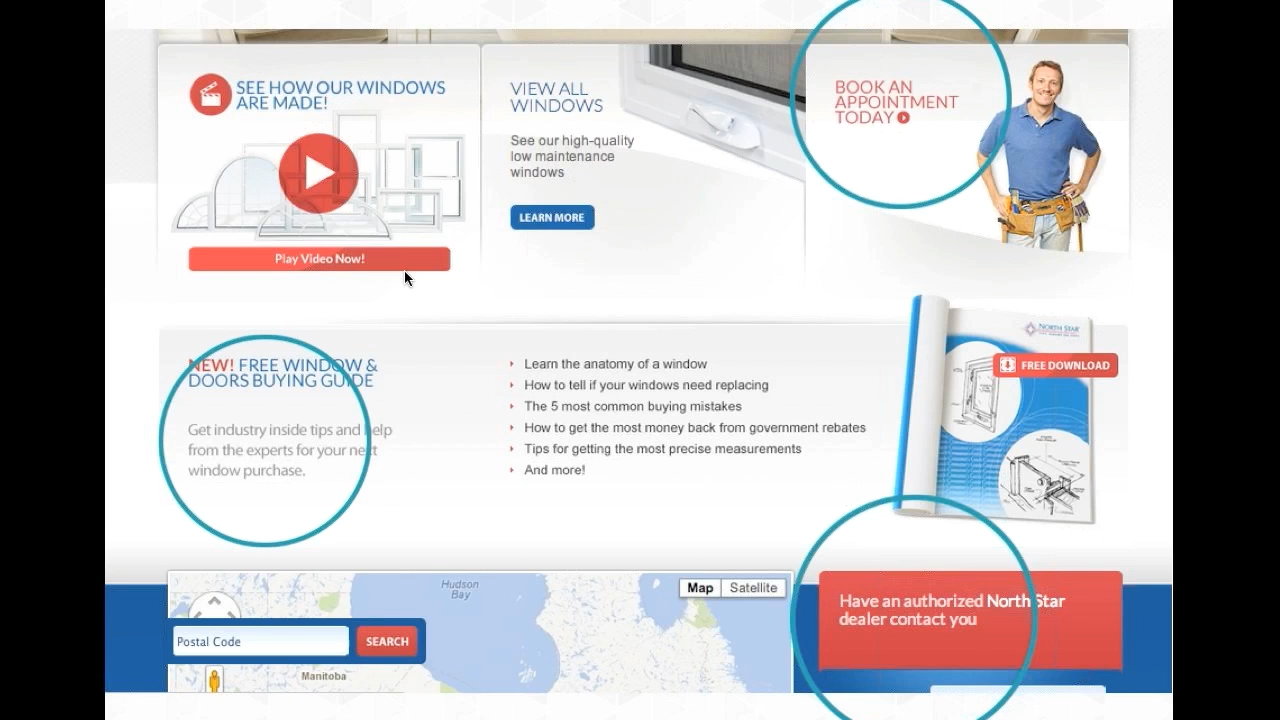 SEE HOW OUR WINDOWS
ARE MADE!
Play Video Now!
VIEW ALL
WINDOWS
See our high-quality
low maintenance
windows
LEARN MORE
BOOK AN
APPOINTMENT
TODAY
NEW! FREE WINDOW &
DOORS BUYING GUIDE
Get industry inside tips and help
from the experts for your next
window purchase.
Learn the anatomy of a window
How to tell if your windows need replacing
The 5 most common buying mistakes
How to get the most money back from government rebates
Tips for getting the most precise measurements
And more!
NORTH STAR
FREE DOWNLOAD
Hudson
Bay
Map
Satellite
Postal Code
SEARCH
Manitoba
Have an authorized North Star
dealer contact you